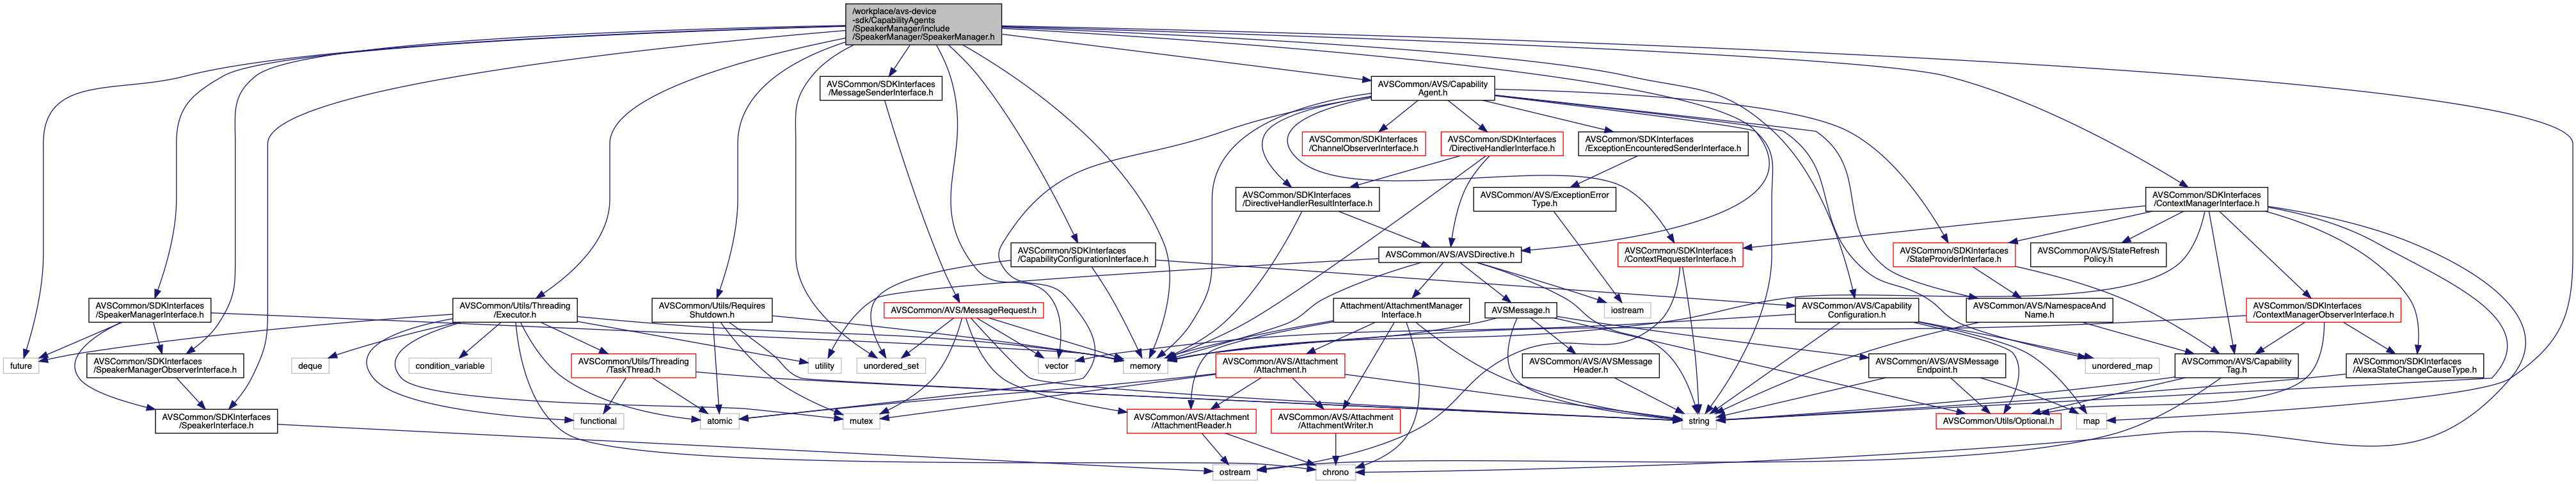 /workplace/avs-device
-sdk/CapabilityAgents
/SpeakerManager/include
/SpeakerManager/SpeakerManager.h
AVSCommon/SDKInterfaces
/MessageSenderInterface.h
AVSCommon/AVS/Capability
Agent.h
AVSCommon/SDKInterfaces
/ChannelObserverInterface.h
AVSCommon/SDKInterfaces
/DirectiveHandlerInterface.h
AVSCommon/SDKInterfaces
/ExceptionEncounteredSenderInterface.h
AVSCommon/SDKInterfaces
/DirectiveHandlerResultInterface.h
AVSCommon/AVS/ExceptionError
Type.h
AVSCommon/SDKInterfaces
/ContextManagerInterface.h
AVSCommon/SDKInterfaces
/CapabilityConfigurationInterface.h
AVSCommon/AVS/AVSDirective.h
AVSCommon/SDKInterfaces
/ContextRequesterInterface.h
AVSCommon/SDKInterfaces
/StateProviderInterface.h
AVSCommon/AVS/StateRefresh
Policy.h
AVSCommon/SDKInterfaces
/SpeakerManagerInterface.h
AVSCommon/Utils/Threading
/Executor.h
AVSCommon/Utils/Requires
Shutdown.h
AVSCommon/AVS/MessageRequest.h
Attachment/AttachmentManager
Interface.h
AVSMessage.h
iostream
AVSCommon/AVS/Capability
Configuration.h
AVSCommon/AVS/NamespaceAnd
Name.h
AVSCommon/SDKInterfaces
/ContextManagerObserverInterface.h
future
AVSCommon/SDKInterfaces
/SpeakerManagerObserverInterface.h
deque
condition_variable
AVSCommon/Utils/Threading
/TaskThread.h
utility
unordered_set
vector
memory
AVSCommon/AVS/Attachment
/Attachment.h
AVSCommon/AVS/AVSMessage
Header.h
AVSCommon/AVS/AVSMessage
Endpoint.h
unordered_map
AVSCommon/AVS/Capability
Tag.h
AVSCommon/SDKInterfaces
/AlexaStateChangeCauseType.h
AVSCommon/SDKInterfaces
/SpeakerInterface.h
functional
atomic
mutex
AVSCommon/AVS/Attachment
/AttachmentReader.h
AVSCommon/AVS/Attachment
/AttachmentWriter.h
string
AVSCommon/Utils/Optional.h
map
ostream
chrono